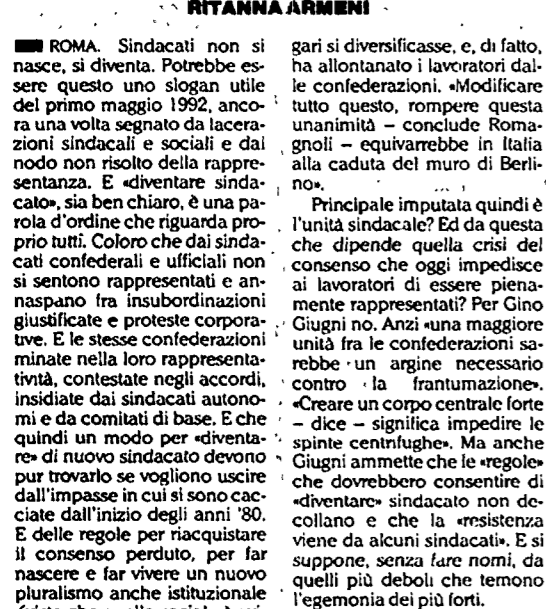 RITANNA ARMENI
ROMA. Sindacati non si
nasce, si diventa. Potrebbe es-
sere questo uno slogan utile
del primo maggio 1992, anco-
ra una volta segnato da lacera-
zioni sindacali e sociali e dal
nodo non risolto della rappre-
sentanza. E «diventare sinda-
cato», sia ben chiaro, è una pa-
rola d'ordine che riguarda pro-
prio tutti. Coloro che dai sinda-
cati confederali e ufficiali non
si sentono rappresentati e an-
naspano fra insubordinazioni
giustificate e proteste corpora-
tive. E le stesse confederazioni
minate nella loro rappresenta-
tività, contestate negli accordi,
insidiate dai sindacati autono-
mi e da comitati di base. E che
quindi un modo per «diventa-
re» di nuovo sindacato devono
pur trovarlo se vogliono uscire
dall'impasse in cui si sono cac-
ciate dall'inizio degli anni '80.
E delle regole per riacquistare
il consenso perduto, per far
nascere e far vivere un nuovo
pluralismo anche istituzionale
gari si diversificasse, e, di fatto,
ha allontanato i lavoratori dal-
le confederazioni. «Modificare
tutto questo, rompere questa
unanimità – conclude Roma-
gnoli – equivarrebbe in Italia
alla caduta del muro di Berli-
no».
Principale imputata quindi è
l'unità sindacale? Ed da questa
che dipende quella crisi del
consenso che oggi impedisce
ai lavoratori di essere piena-
mente rappresentati? Per Gino
Giugni no. Anzi «una maggiore
unità fra le confederazioni sa-
rebbe un argine necessario
contro la frantumazione».
«Creare un corpo centrale forte
– dice – significa impedire le
spinte centrifughe». Ma anche
Giugni ammette che le «regole»
che dovrebbero consentire di
«diventare» sindacato non de-
collano e che la «resistenza
viene da alcuni sindacati». E si
suppone, senza fare nomi, da
quelli più deboli che temono
l'egemonia dei più forti.